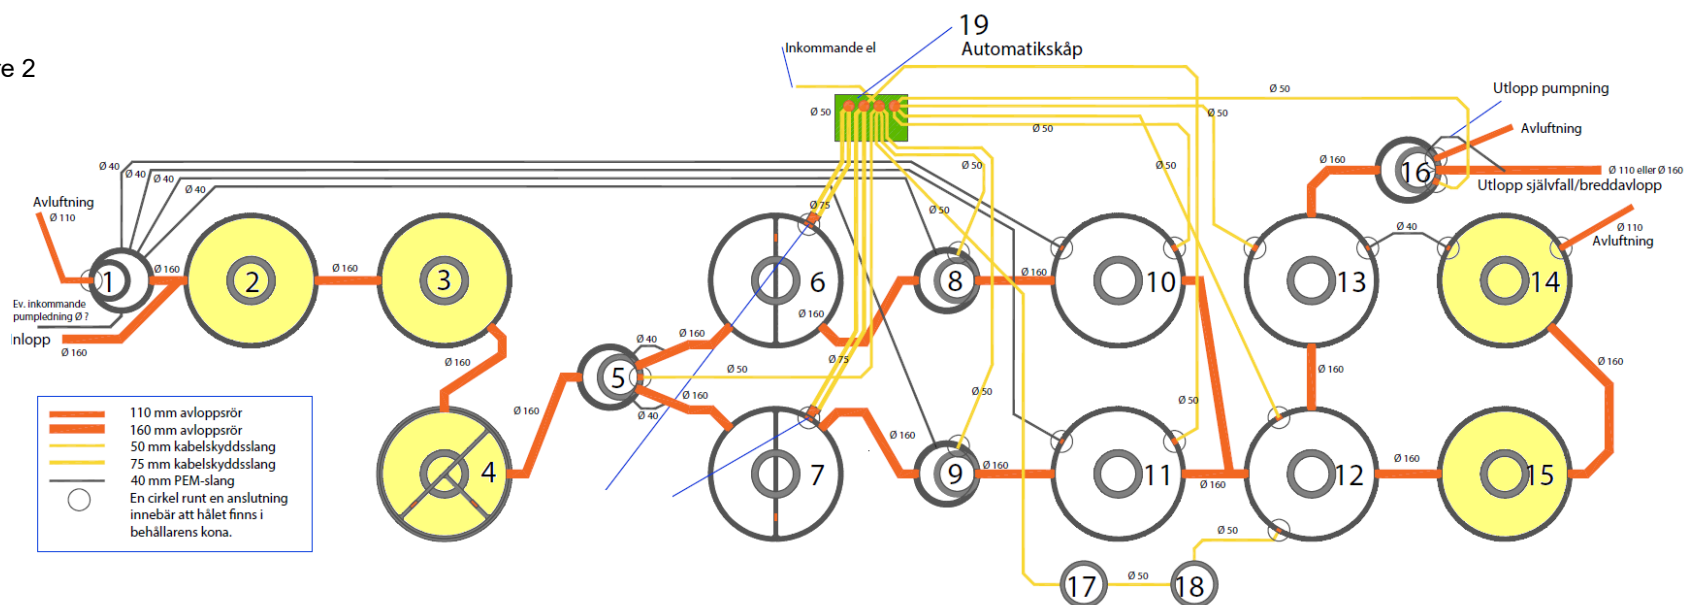 e 2
19
Automatikskåp
Inkommande el
Ø 50
Ø 50
Ø 50
Ø 50
Utlopp pumpning
Avluftning
Ø 160
16
Ø 110 eller Ø 160
Utlopp självfall/breddavlopp
Ø 40
Ø 40
Ø 40
Ø 40
Ø 50
Ø 50
Avluftning
Ø 110
Ø 75
Ø 50
Ø 40
Ø 110
Avluftning
1
Ø 160
2
Ø 160
3
6
8
Ø 160
10
13
14
Ev. inkommande
pumpledning Ø ?
Inlopp
Ø 160
Ø 160
Ø 160
Ø 40
Ø 160
Ø 75
Ø 50
5
Ø 160
Ø 160
Ø 40
Ø 160
Ø 50
Ø 50
Ø 160
4
7
Ø 160
9
Ø 160
11
Ø 160
12
Ø 160
15
110 mm avloppsrör
160 mm avloppsrör
50 mm kabelskyddsslang
75 mm kabelskyddsslang
40 mm PEM-slang
En cirkel runt en anslutning
innebär att hålet finns i
behållarens kona.
Ø 50
17
Ø 50
18